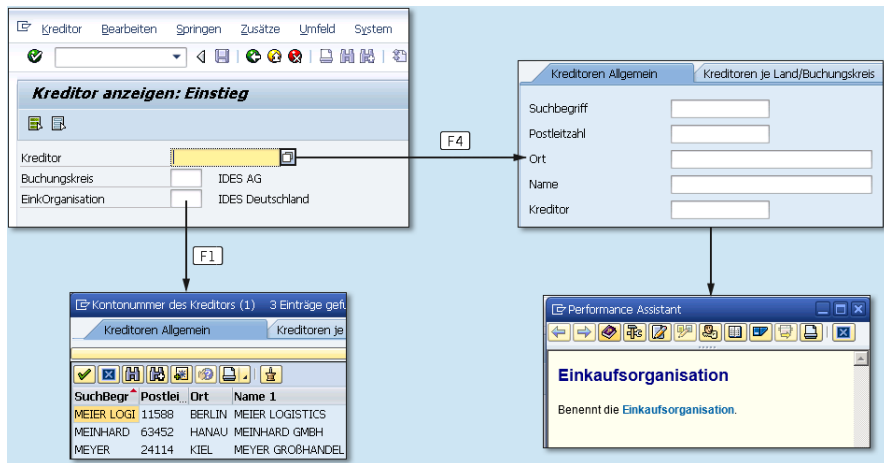 Kreditor Bearbeiten Springen Zusätze Umfeld System
Kreditor anzeigen: Einstieg
Kreditor
Buchungskreis IDES AG
EinkOrganisation IDES Deutschland
F4
Kreditoren Allgemein Kreditoren je Land/Buchungskreis
Suchbegriff
Postleitzahl
Ort
Name
Kreditor
F1
Kontonummer des Kreditors (1) 3 Einträge gefu
Kreditoren Allgemein Kreditoren je
SuchBegr Postlei Ort Name 1
MEIER LOGI 11588 BERLIN MEIER LOGISTICS
MEINHARD 63452 HANAU MEINHARD GMBH
MEYER 24114 KIEL MEYER GROßHANDEL
Performance Assistant
Einkaufsorganisation
Benennt die Einkaufsorganisation.